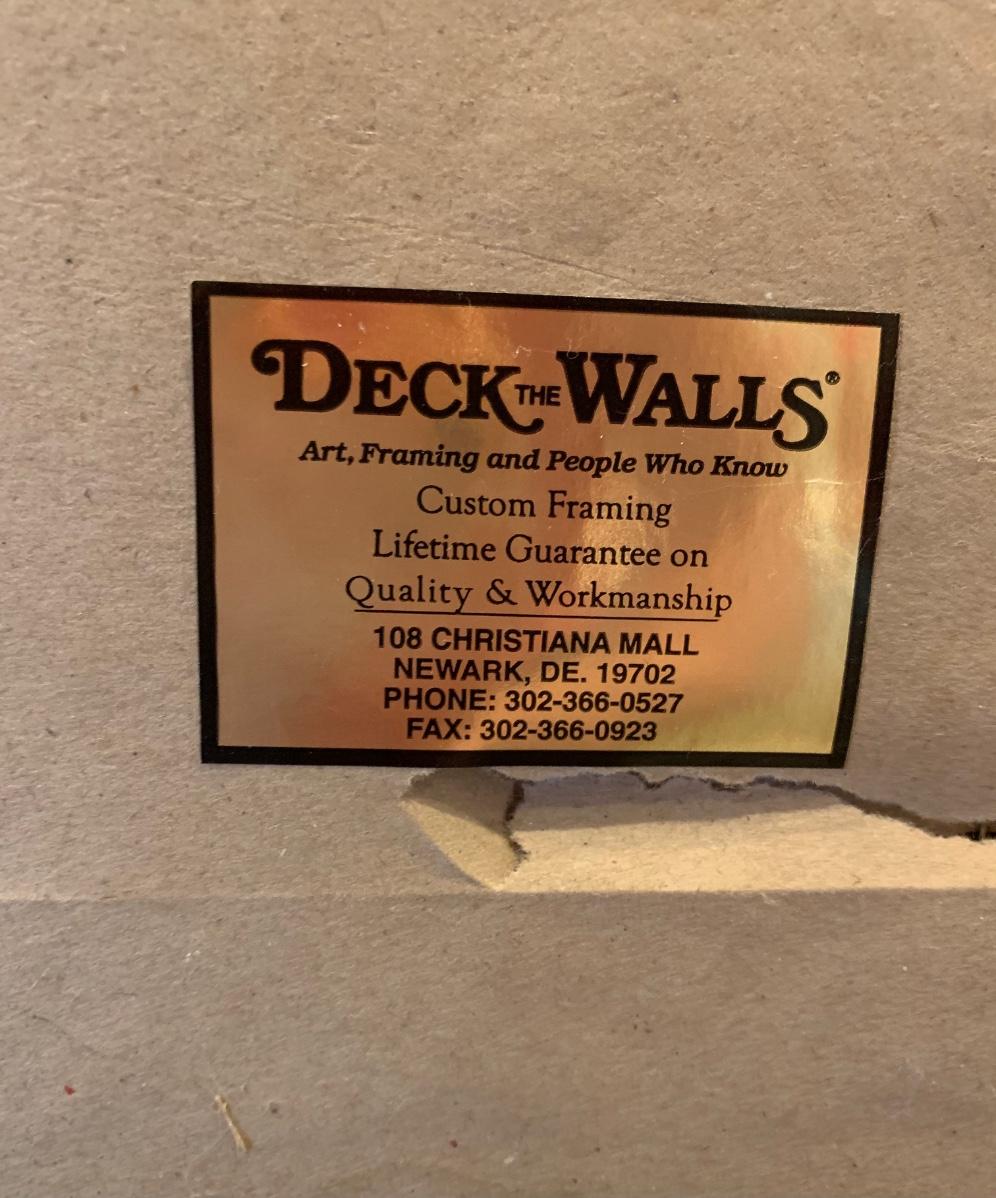 DECK THE WALLS®
Art, Framing and People Who Know
Custom Framing
Lifetime Guarantee on
Quality & Workmanship
108 CHRISTIANA MALL
NEWARK, DE. 19702
PHONE: 302-366-0527
FAX: 302-366-0923